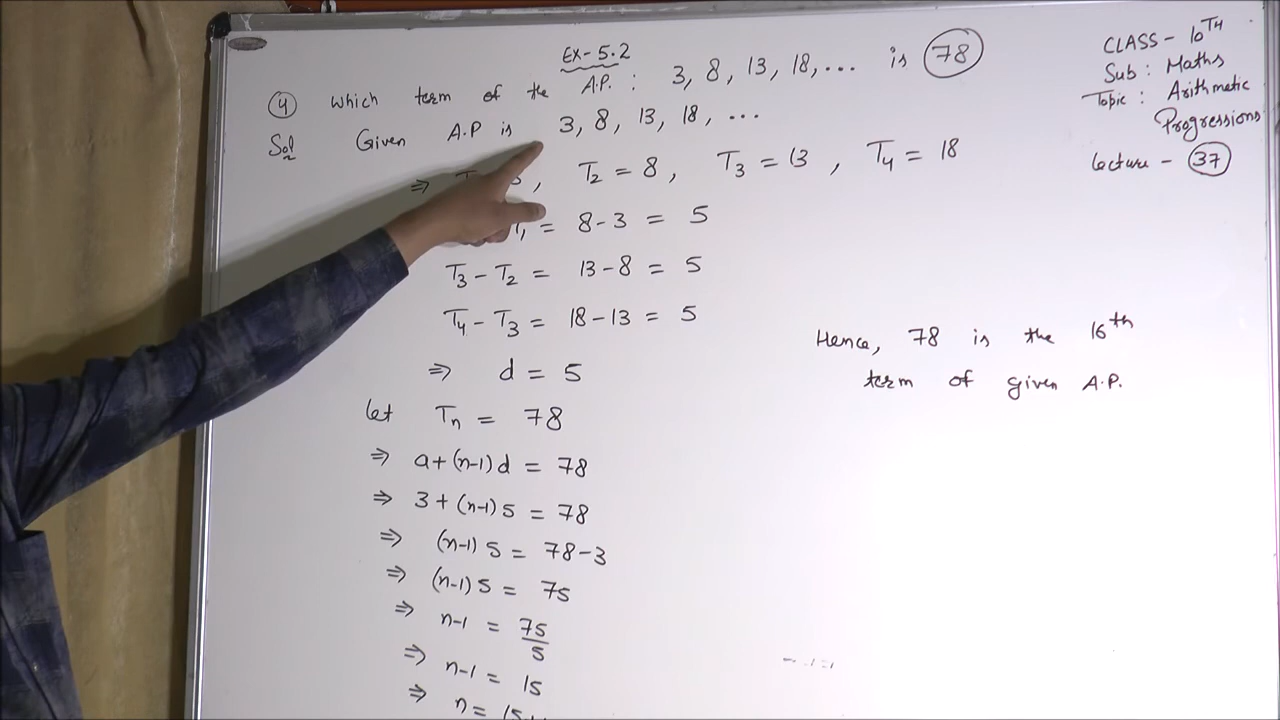 EX-5.2
④ Which term of the A.P. : 3, 8, 13, 18, ... is 78
Sol Given A.P is 3, 8, 13, 18, ...
⇒ T₂ = 8, T₃ = 13, T₄ = 18
= 8-3 = 5
T₃-T₂ = 13-8 = 5
T₄-T₃ = 18-13 = 5
⇒ d = 5
let Tₙ = 78
⇒ a+(n-1)d = 78
⇒ 3+(n-1)5 = 78
⇒ (n-1)5 = 78-3
⇒ (n-1)5 = 75
⇒ n-1 = 75/5
⇒ n-1 = 15
⇒ n = 15
Hence, 78 is the 16th
term of given A.P.
CLASS - 10th
Sub : Maths
Topic : Arithmetic
Progressions
lecture - 37